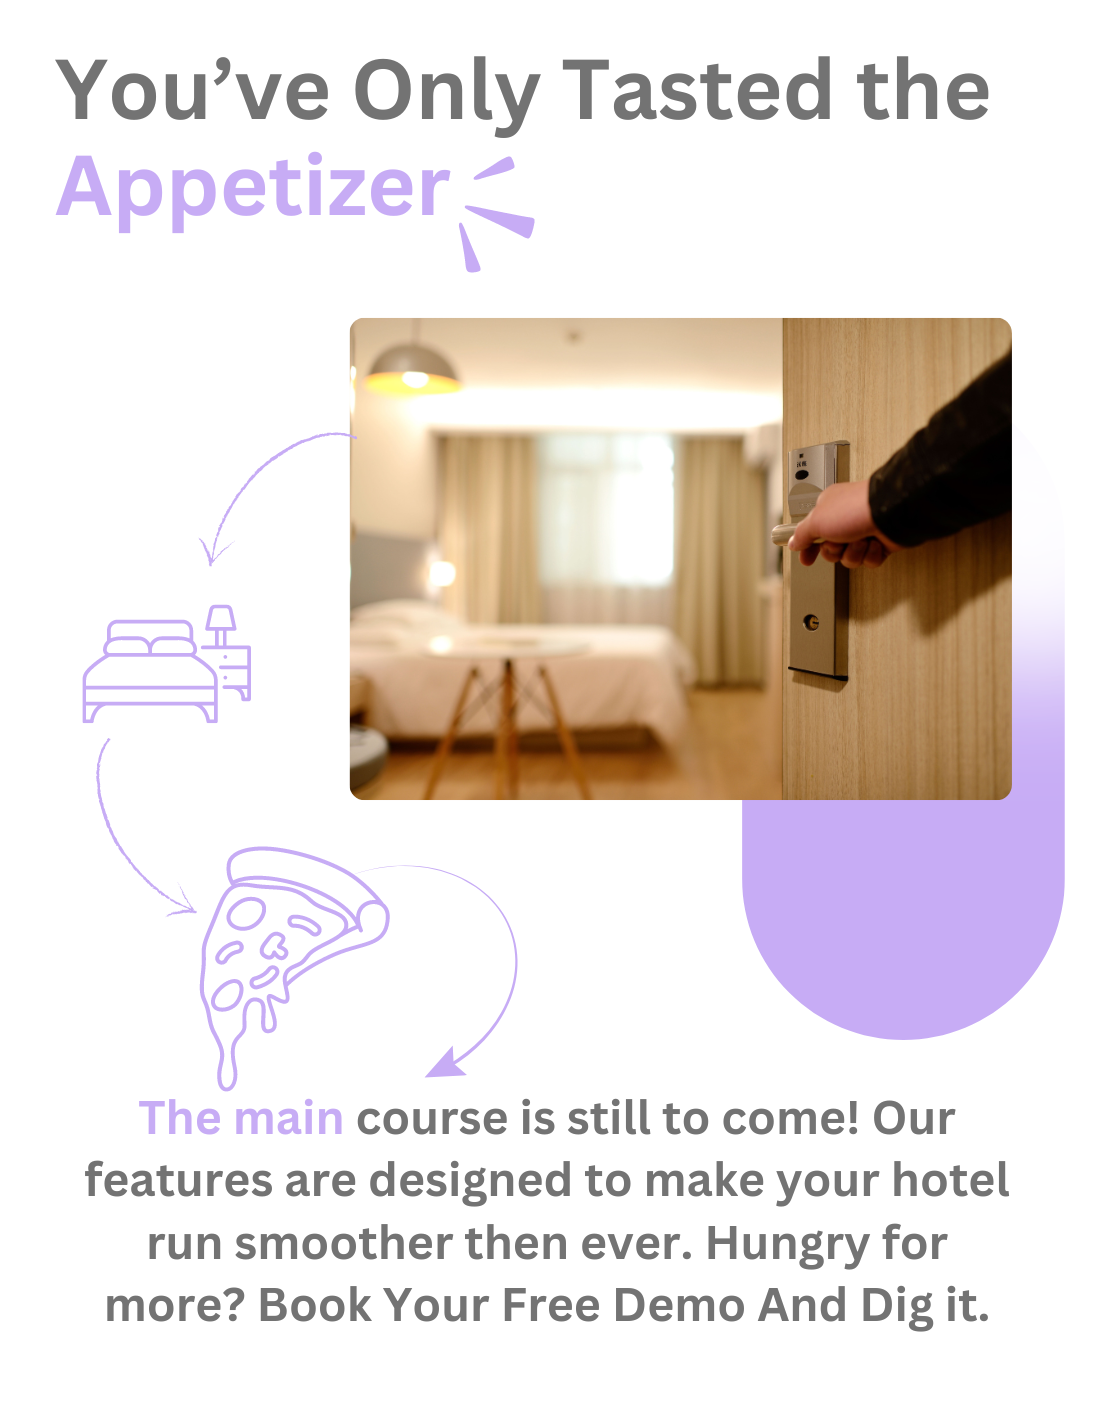 You’ve Only Tasted the
Appetizer
The main course is still to come! Our
features are designed to make your hotel
run smoother then ever. Hungry for
more? Book Your Free Demo And Dig it.